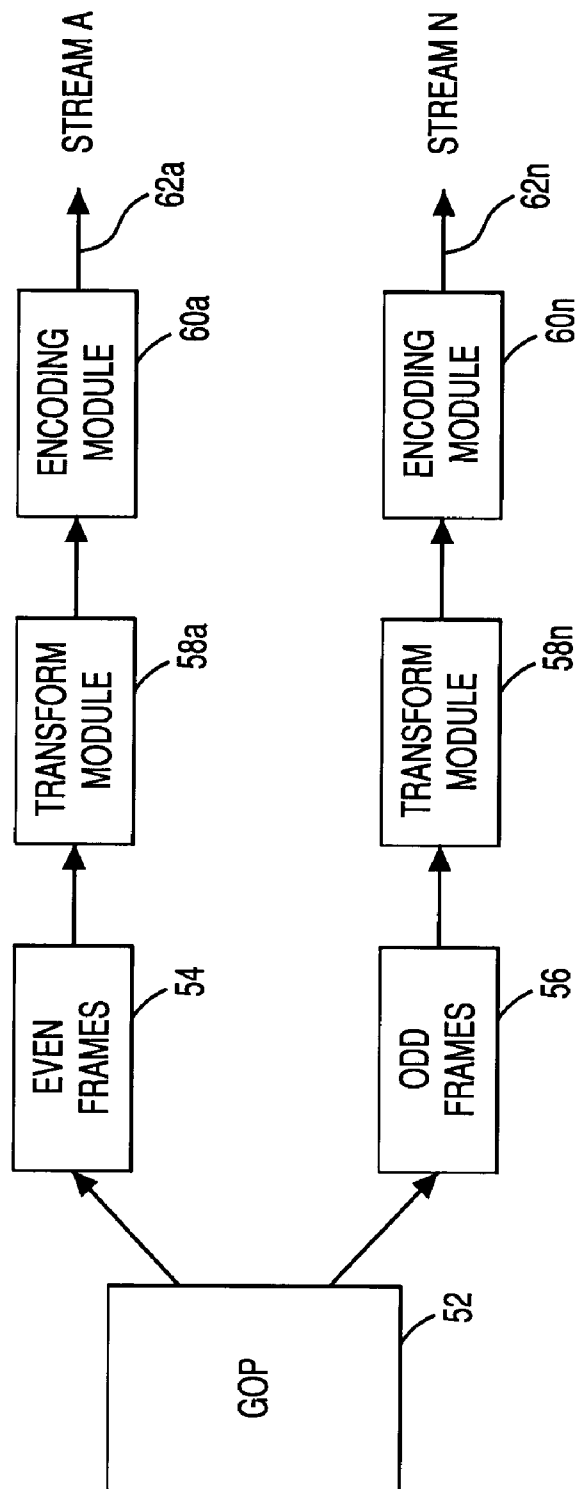 GOP
52
EVEN
FRAMES
54
TRANSFORM
MODULE
58a
ENCODING
MODULE
60a
62a
STREAM A
ODD
FRAMES
56
TRANSFORM
MODULE
58n
ENCODING
MODULE
60n
62n
STREAM N